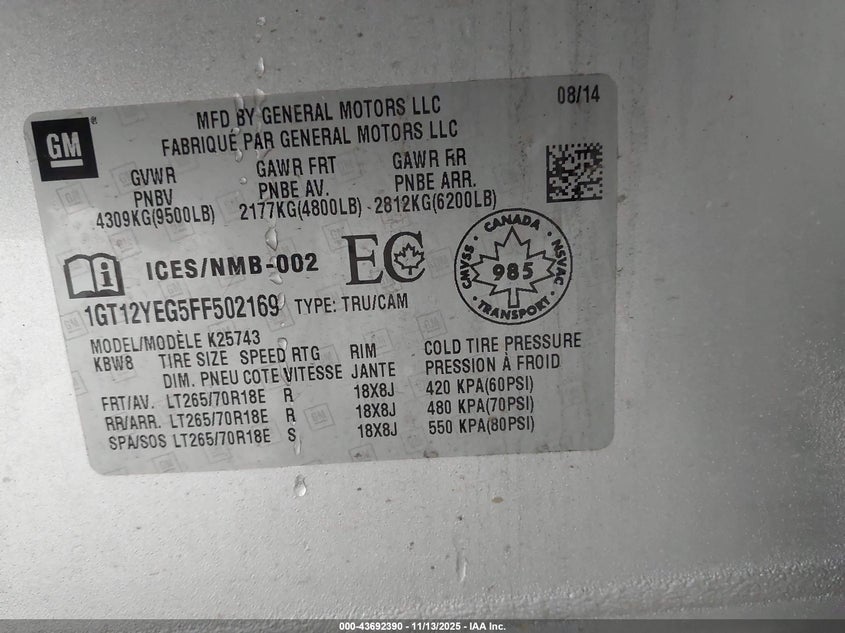 GM
MFD BY GENERAL MOTORS LLC
08/14
FABRIQUÉ PAR GENERAL MOTORS LLC
GVWR GAWR FRT GAWR RR
PNBV PNBE AV. PNBE ARR.
4309KG(9500LB) 2177KG(4800LB) 2812KG(6200LB)
ICES/NMB-002 EC
CANADA
CMVSS 985 NSVAC
TRANSPORT
1GT12YEG5FF502169 TYPE: TRU/CAM
MODEL/MODÈLE K25743
KBW8 TIRE SIZE SPEED RTG RIM COLD TIRE PRESSURE
DIM. PNEU COTE VITESSE JANTE PRESSION À FROID
FRT/AV. LT265/70R18E R 18X8J 420 KPA(60PSI)
RR/ARR. LT265/70R18E R 18X8J 480 KPA(70PSI)
SPA/SOS LT265/70R18E S 18X8J 550 KPA(80PSI)
000-43692390 — 11/13/2025 — IAA Inc.